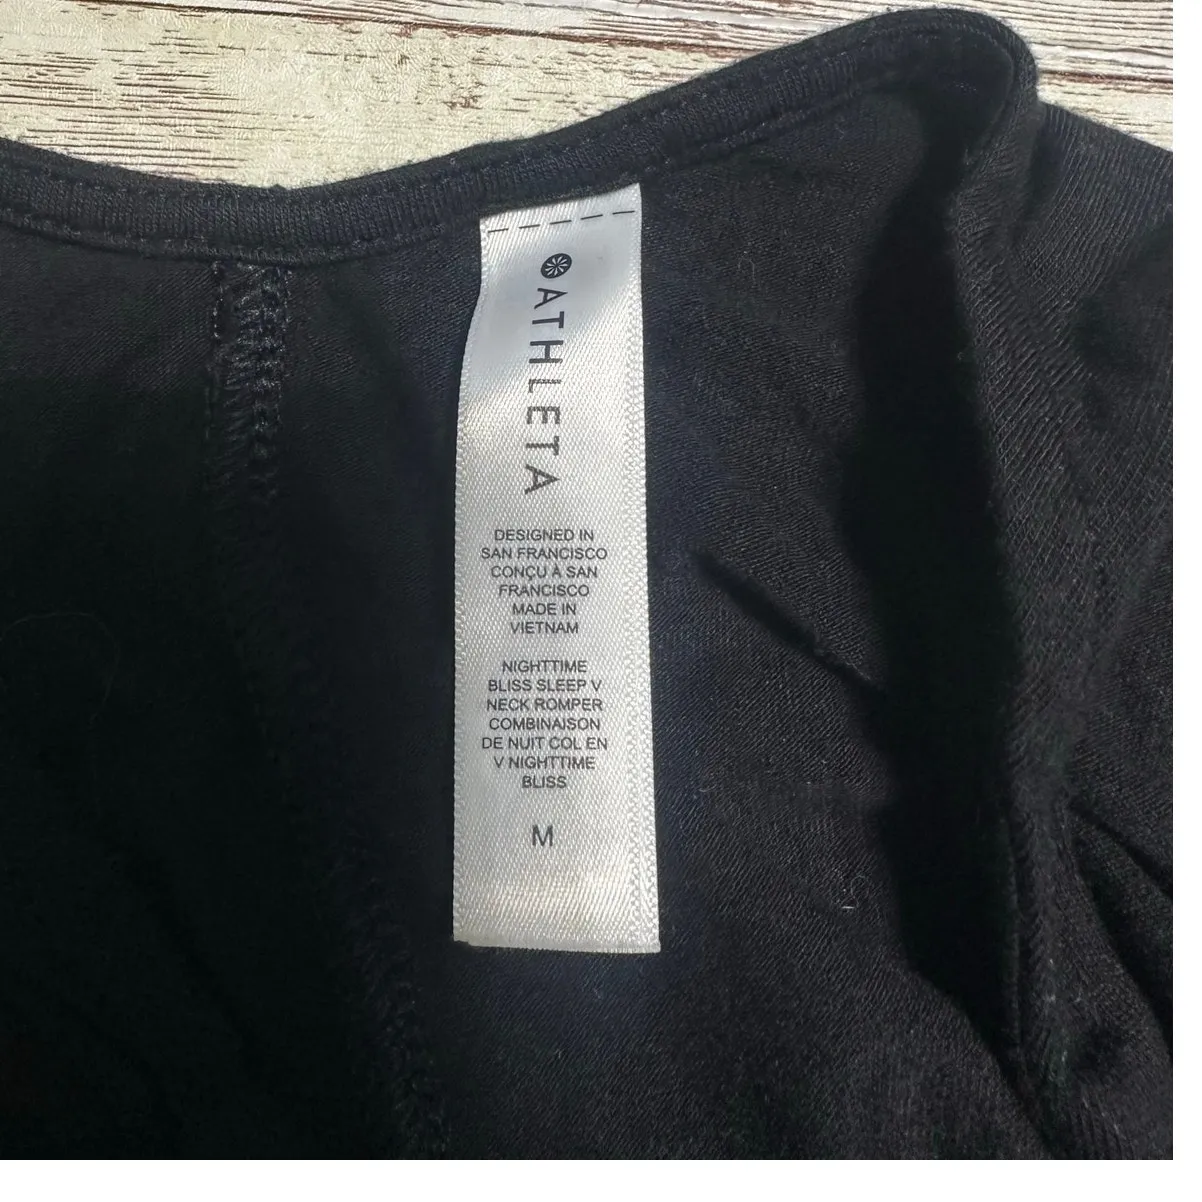 ATHLETA
DESIGNED IN
SAN FRANCISCO
CONÇU À SAN
FRANCISCO
MADE IN
VIETNAM
NIGHTTIME
BLISS SLEEP V
NECK ROMPER
COMBINAISON
DE NUIT COL EN
V NIGHTTIME
BLISS
M